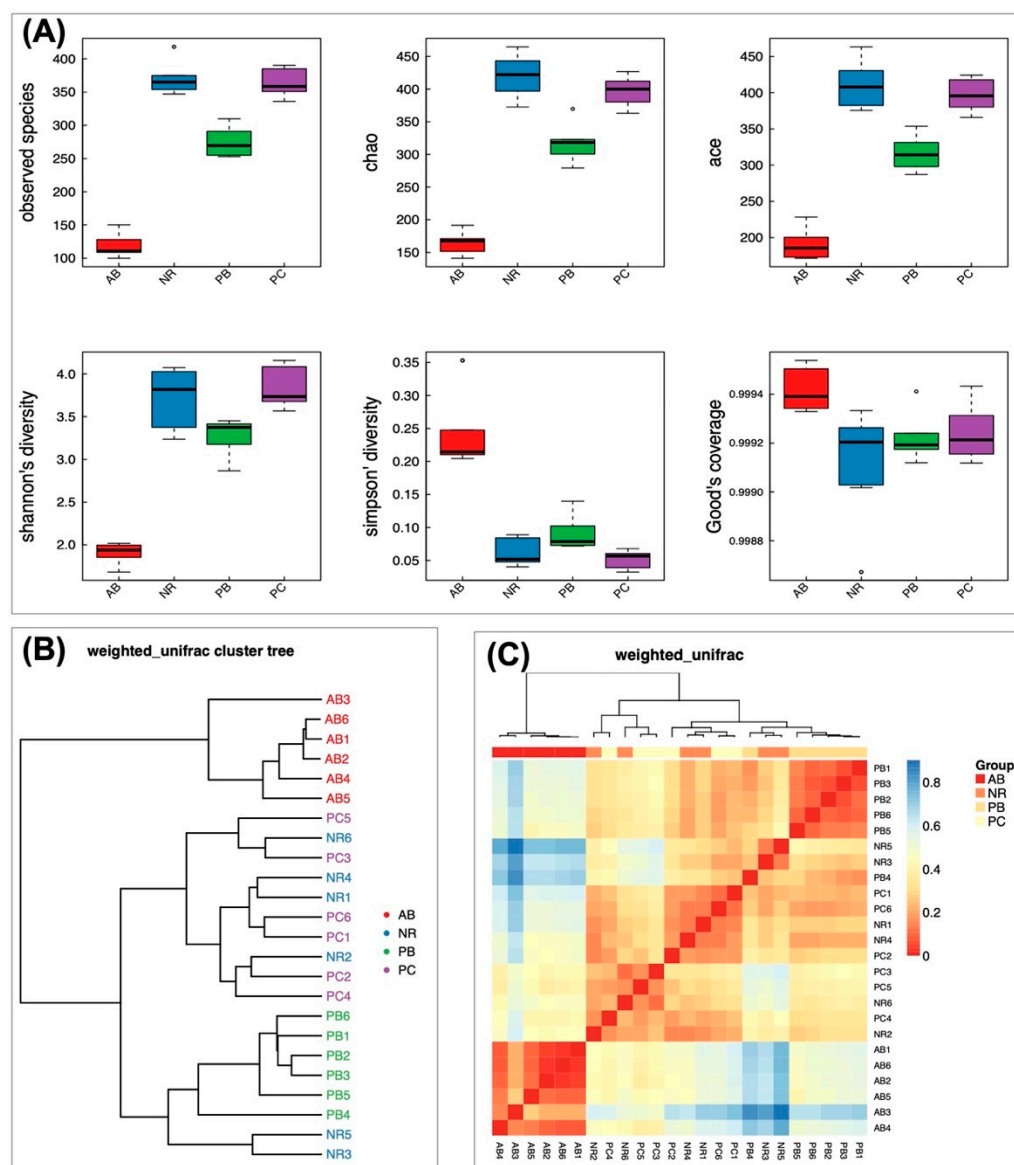 (A)
observed species
400
350
300
250
200
150
100
AB
NR
PB
PC
chao
450
400
350
300
250
200
150
AB
NR
PB
PC
ace
450
400
350
300
250
200
AB
NR
PB
PC
shannon's diversity
4.0
3.5
3.0
2.5
2.0
AB
NR
PB
PC
simpson' diversity
0.35
0.30
0.25
0.20
0.15
0.10
0.05
AB
NR
PB
PC
Good's coverage
0.9994
0.9992
0.9990
0.9988
AB
NR
PB
PC
(B)
weighted_unifrac cluster tree
AB3
AB6
AB1
AB2
AB4
AB5
PC5
NR6
PC3
NR4
NR1
PC6
PC1
NR2
PC2
PC4
PB6
PB1
PB2
PB3
PB5
PB4
NR5
NR3
AB
NR
PB
PC
(C)
weighted_unifrac
PB1
PB3
PB2
PB6
PB5
NR5
NR3
PB4
PC1
PC6
NR1
NR4
PC2
PC3
PC5
NR6
PC4
NR2
AB1
AB6
AB2
AB5
AB3
AB4
AB4 AB3 AB5 AB2 AB6 AB1 NR2 PC4 NR6 PC5 PC3 PC2 NR4 NR1 PC6 PC1 PB4 NR3 NR5 PB5 PB6 PB2 PB3 PB1
0.8
0.6
0.4
0.2
0
Group
AB
NR
PB
PC